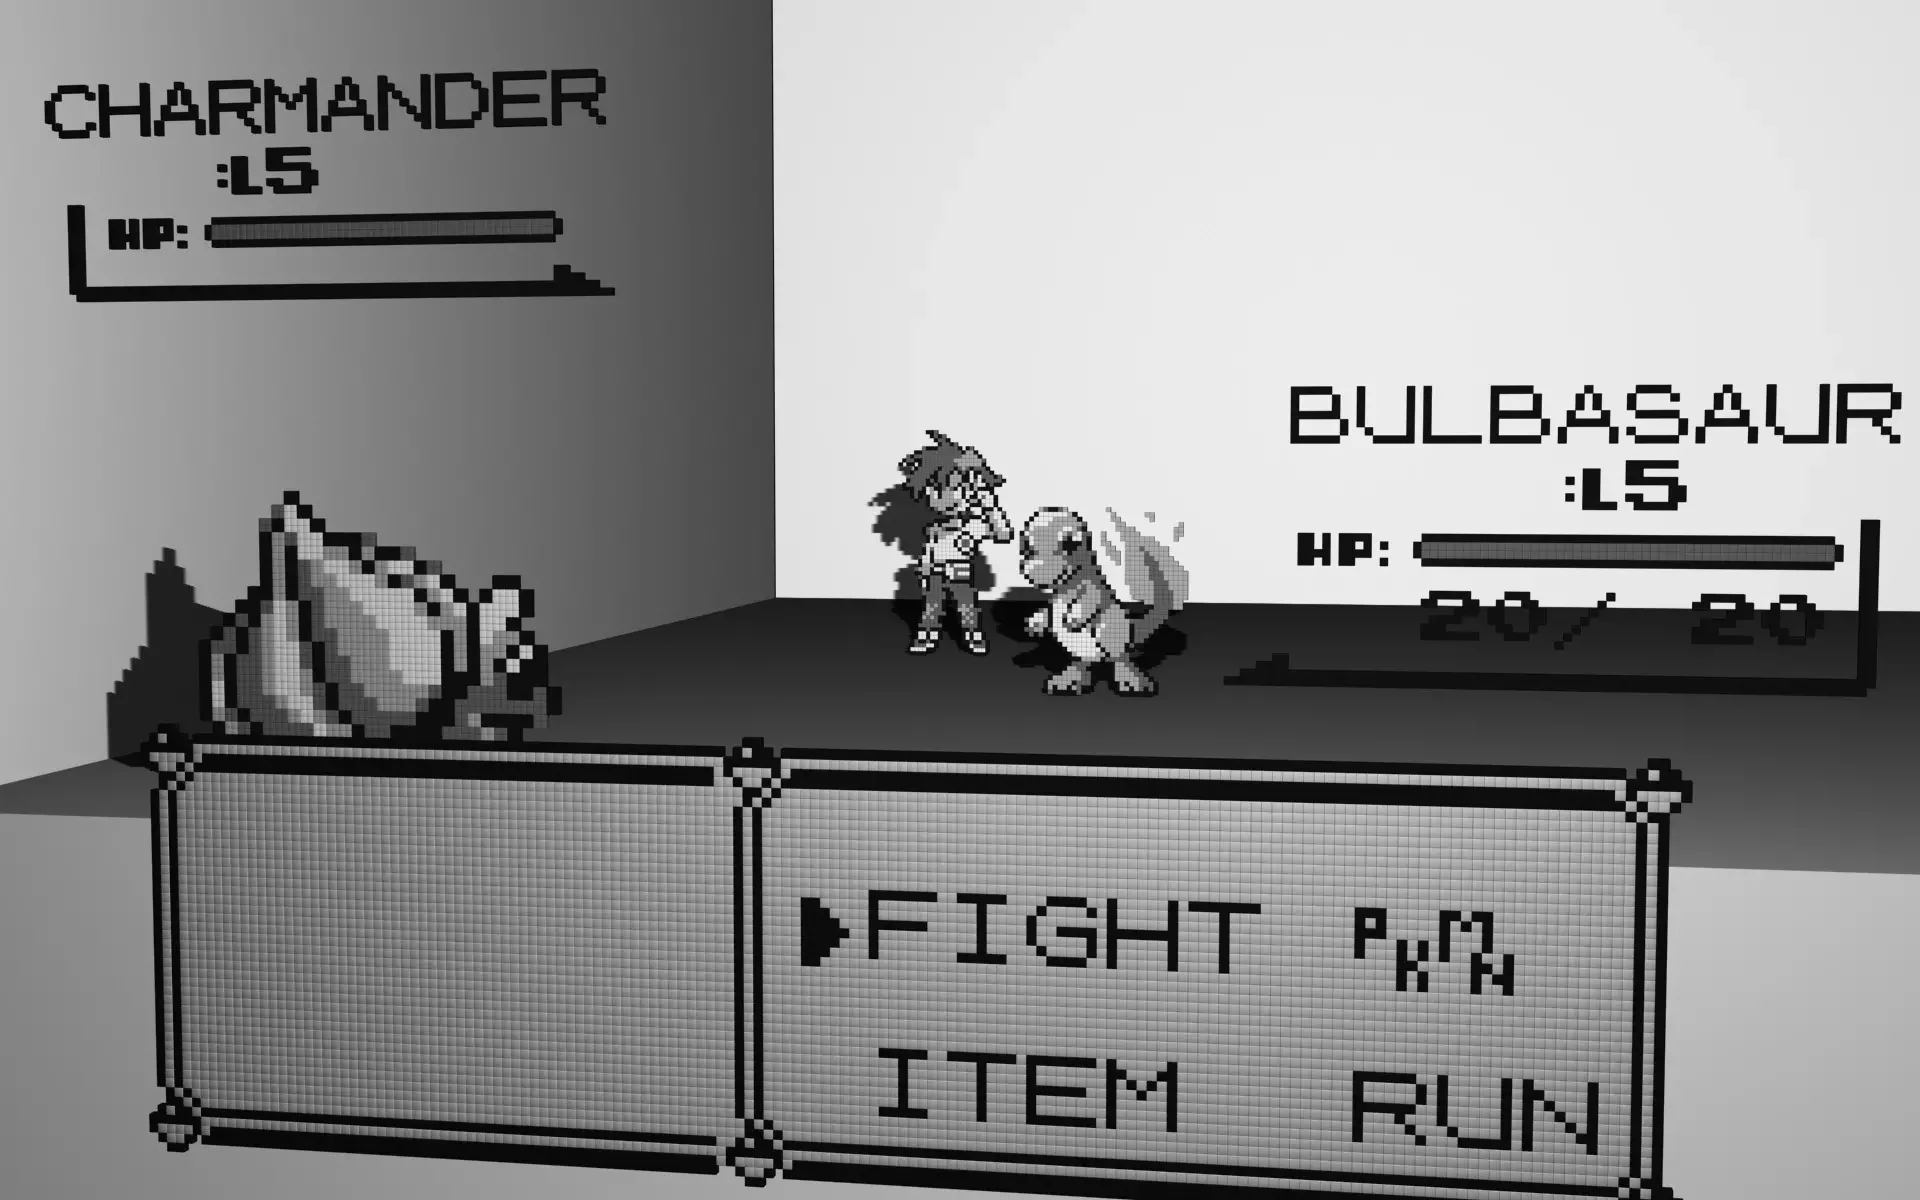 CHARMANDER
:L5
HP:
BULBASAUR
:L5
HP:
20/ 20
FIGHT PKMN
ITEM RUN